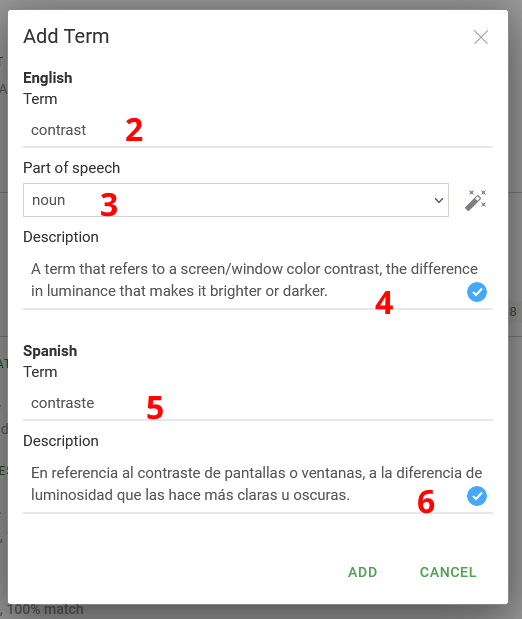 Add Term
English
Term
contrast 2
Part of speech
noun 3
Description
A term that refers to a screen/window color contrast, the difference
in luminance that makes it brighter or darker.
4
8
Spanish
Term
contraste 5
Description
En referencia al contraste de pantallas o ventanas, a la diferencia de
luminosidad que las hace más claras u oscuras.
6
ADD CANCEL
, 100% match